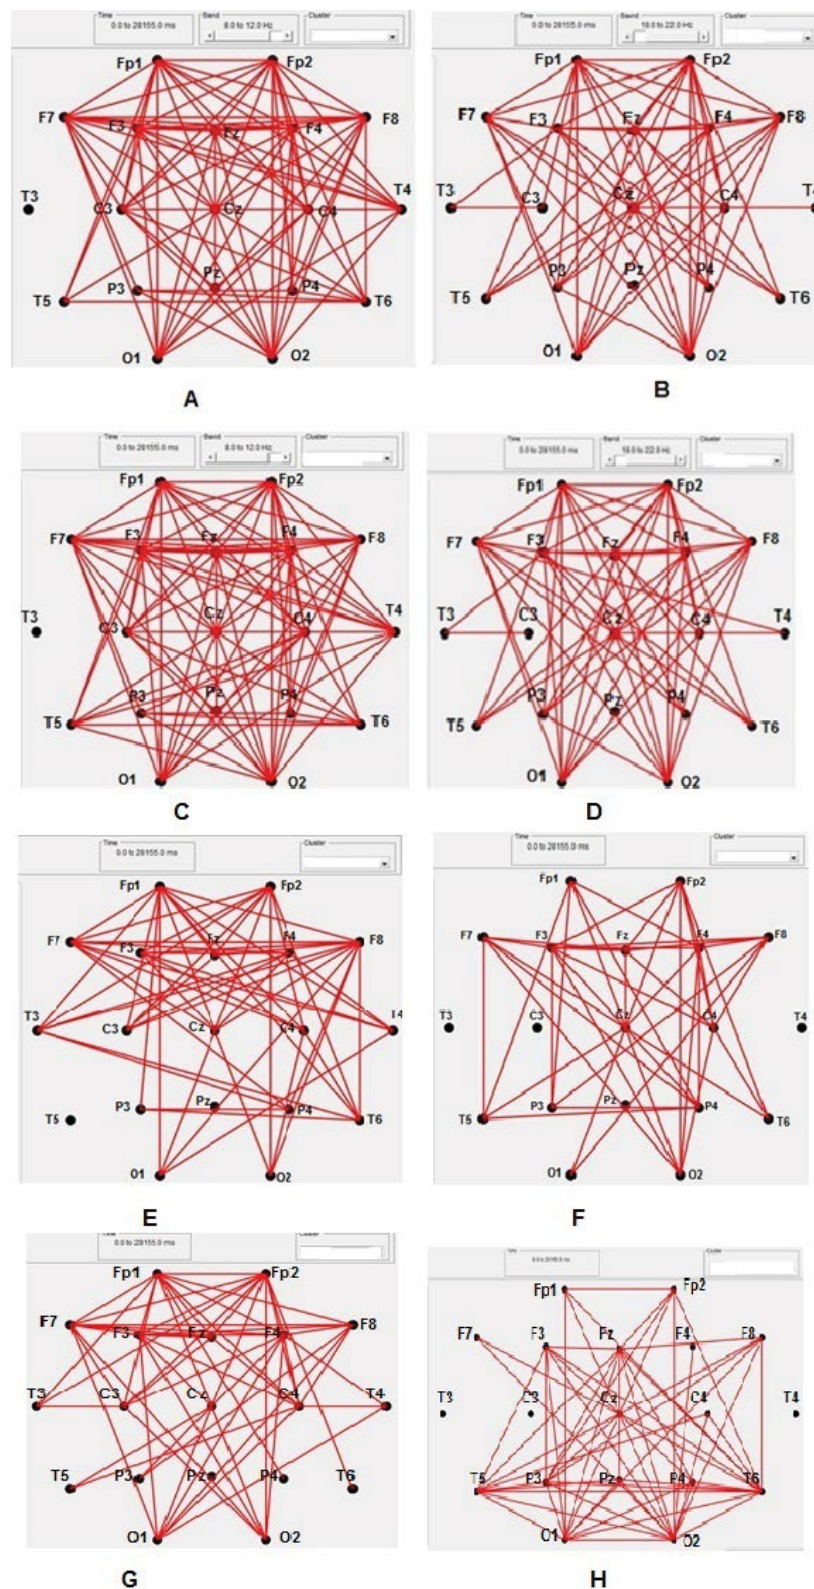 Time Band Cluster
0.0 to 28155.0 ms 8.0 to 12.0 Hz
Fp1 Fp2
F7 F3 Fz F4 F8
T3 C3 Cz C4 T4
T5 P3 Pz P4 T6
O1 O2
A
Time Band Cluster
0.0 to 28155.0 ms 18.0 to 22.0 Hz
Fp1 Fp2
F7 F3 Fz F4 F8
T3 C3 Cz C4 T4
T5 P3 Pz P4 T6
O1 O2
B
Time Band Cluster
0.0 to 28155.0 ms 8.0 to 12.0 Hz
Fp1 Fp2
F7 F3 Fz F4 F8
T3 C3 Cz C4 T4
T5 P3 Pz P4 T6
O1 O2
C
Time Band Cluster
0.0 to 28155.0 ms 18.0 to 22.0 Hz
Fp1 Fp2
F7 F3 Fz F4 F8
T3 C3 Cz C4 T4
T5 P3 Pz P4 T6
O1 O2
D
Time Cluster
0.0 to 28155.0 ms
Fp1 Fp2
F7 F3 Fz F4 F8
T3 C3 Cz C4 T4
T5 P3 Pz P4 T6
O1 O2
E
Time Cluster
0.0 to 28155.0 ms
Fp1 Fp2
F7 F3 Fz F4 F8
T3 C3 Cz C4 T4
T5 P3 Pz P4 T6
O1 O2
F
Time Cluster
0.0 to 28155.0 ms
Fp1 Fp2
F7 F3 Fz F4 F8
T3 C3 Cz C4 T4
T5 P3 Pz P4 T6
O1 O2
G
Fp1 Fp2
F7 F3 Fz F4 F8
T3 C3 Cz C4 T4
T5 P3 Pz P4 T6
O1 O2
H